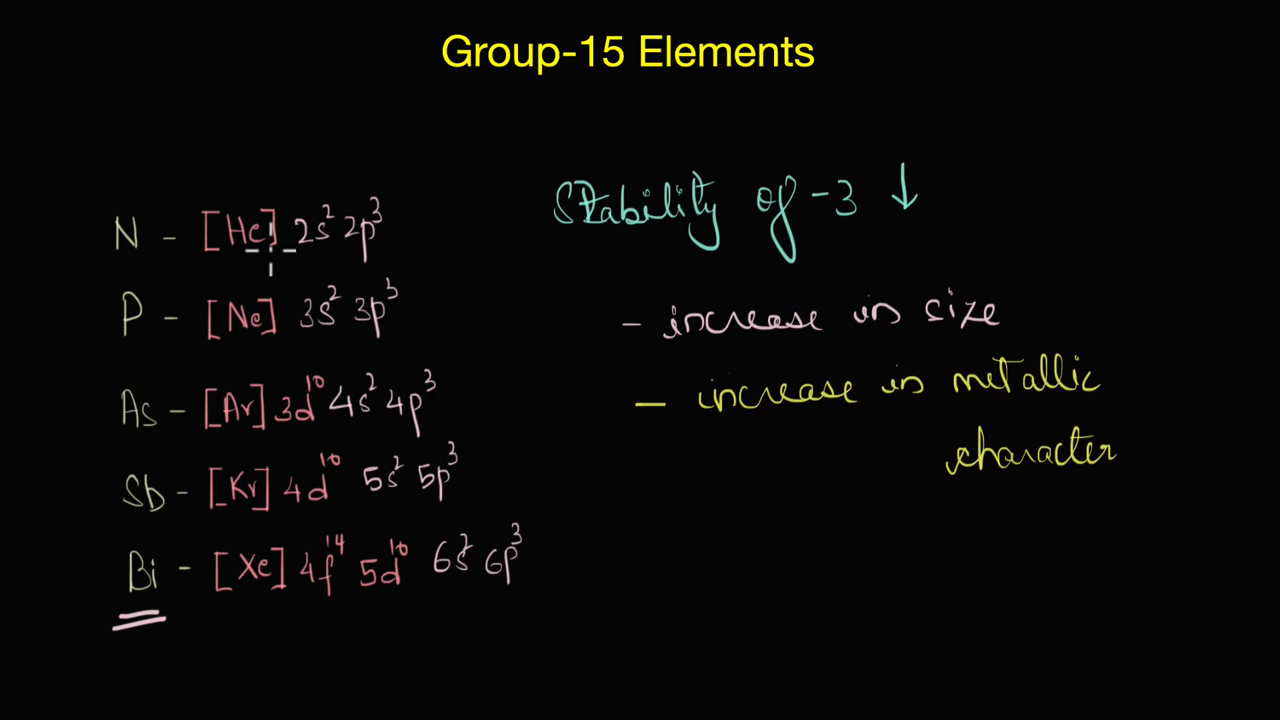 Group-15 Elements
Stability of -3 ↓
N - [He] 2s² 2p³
P - [Ne] 3s² 3p³
- increase in size
As - [Ar] 3d¹⁰ 4s² 4p³
- increase in metallic
character
Sb - [Kr] 4d¹⁰ 5s² 5p³
Bi - [Xe] 4f¹⁴ 5d¹⁰ 6s² 6p³